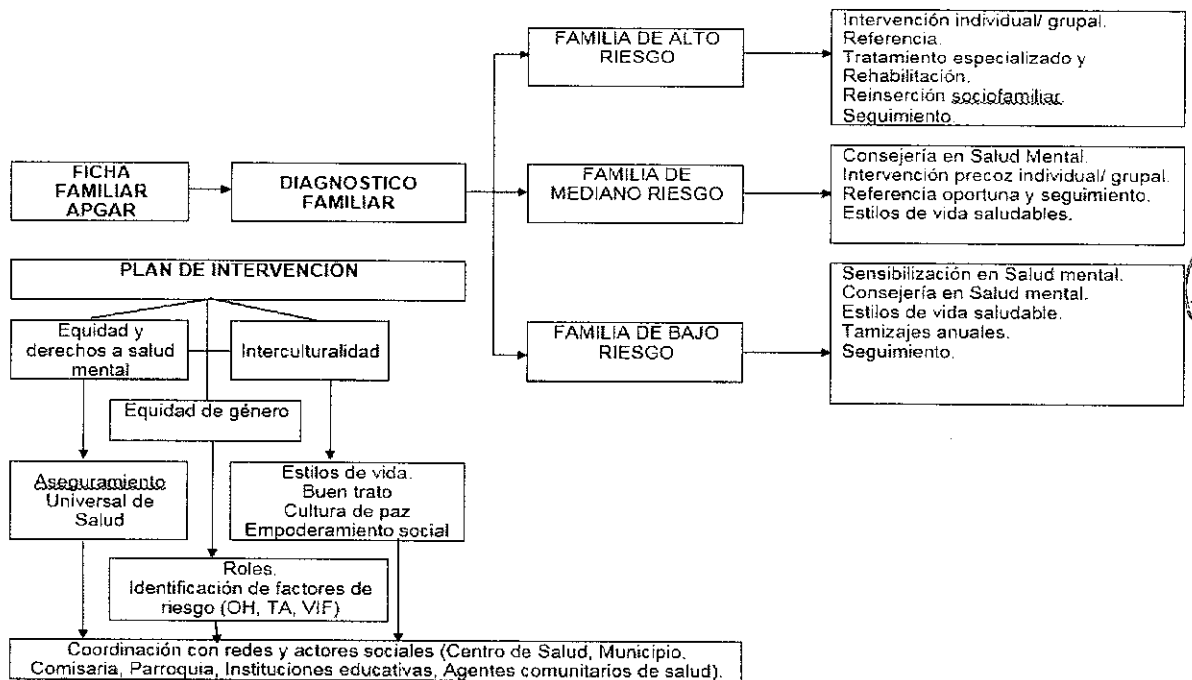 FAMILIA DE ALTO
RIESGO
Intervención individual/ grupal.
Referencia.
Tratamiento especializado y
Rehabilitación.
Reinserción sociofamiliar.
Seguimiento.
FICHA
FAMILIAR
APGAR
DIAGNOSTICO
FAMILIAR
FAMILIA DE
MEDIANO RIESGO
Consejería en Salud Mental.
Intervención precoz individual/ grupal.
Referencia oportuna y seguimiento.
Estilos de vida saludables.
FAMILIA DE BAJO
RIESGO
Sensibilización en Salud mental.
Consejería en Salud mental.
Estilos de vida saludable.
Tamizajes anuales.
Seguimiento.
PLAN DE INTERVENCIÓN
Equidad y
derechos a salud
mental
Interculturalidad
Equidad de género
Aseguramiento
Universal de
Salud
Estilos de vida.
Buen trato
Cultura de paz
Empoderamiento social
Roles.
Identificación de factores de
riesgo (OH, TA, VIF)
Coordinación con redes y actores sociales (Centro de Salud, Municipio.
Comisaria, Parroquia, Instituciones educativas, Agentes comunitarios de salud).